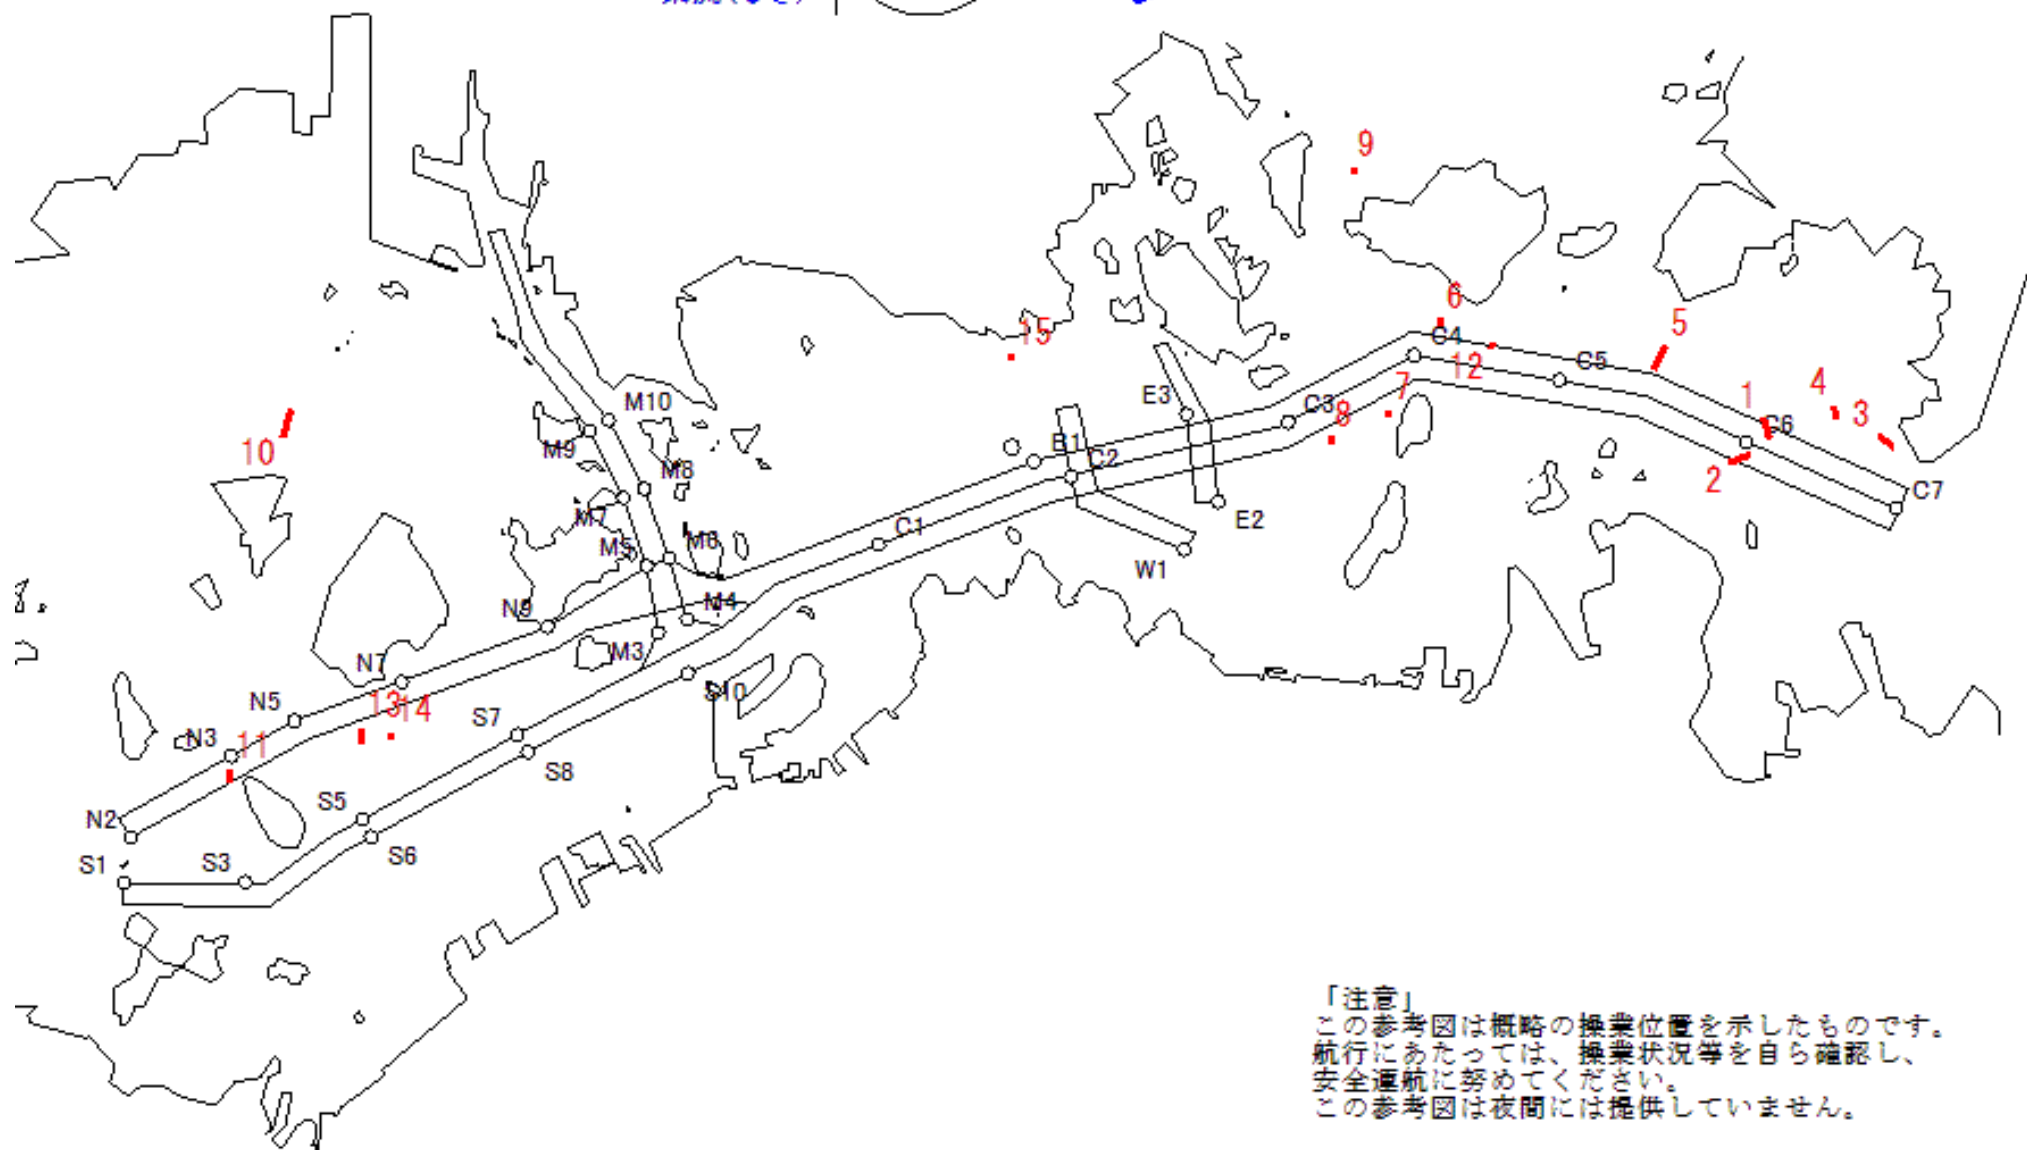 9
6
C4
12
C5
5
15
7
8
C3
E3
1
C6
4
3
2
C7
M10
M9
M8
10
B1
C2
E2
M7
M5
M6
C1
W1
N9
M4
M3
N7
S10
N5
13
14
S7
N3
11
S8
N2
S5
S6
S1
S3
「注意」
この参考図は概略の操業位置を示したものです。
航行にあたっては、操業状況等を自ら確認し、
安全運航に努めてください。
この参考図は夜間には提供していません。